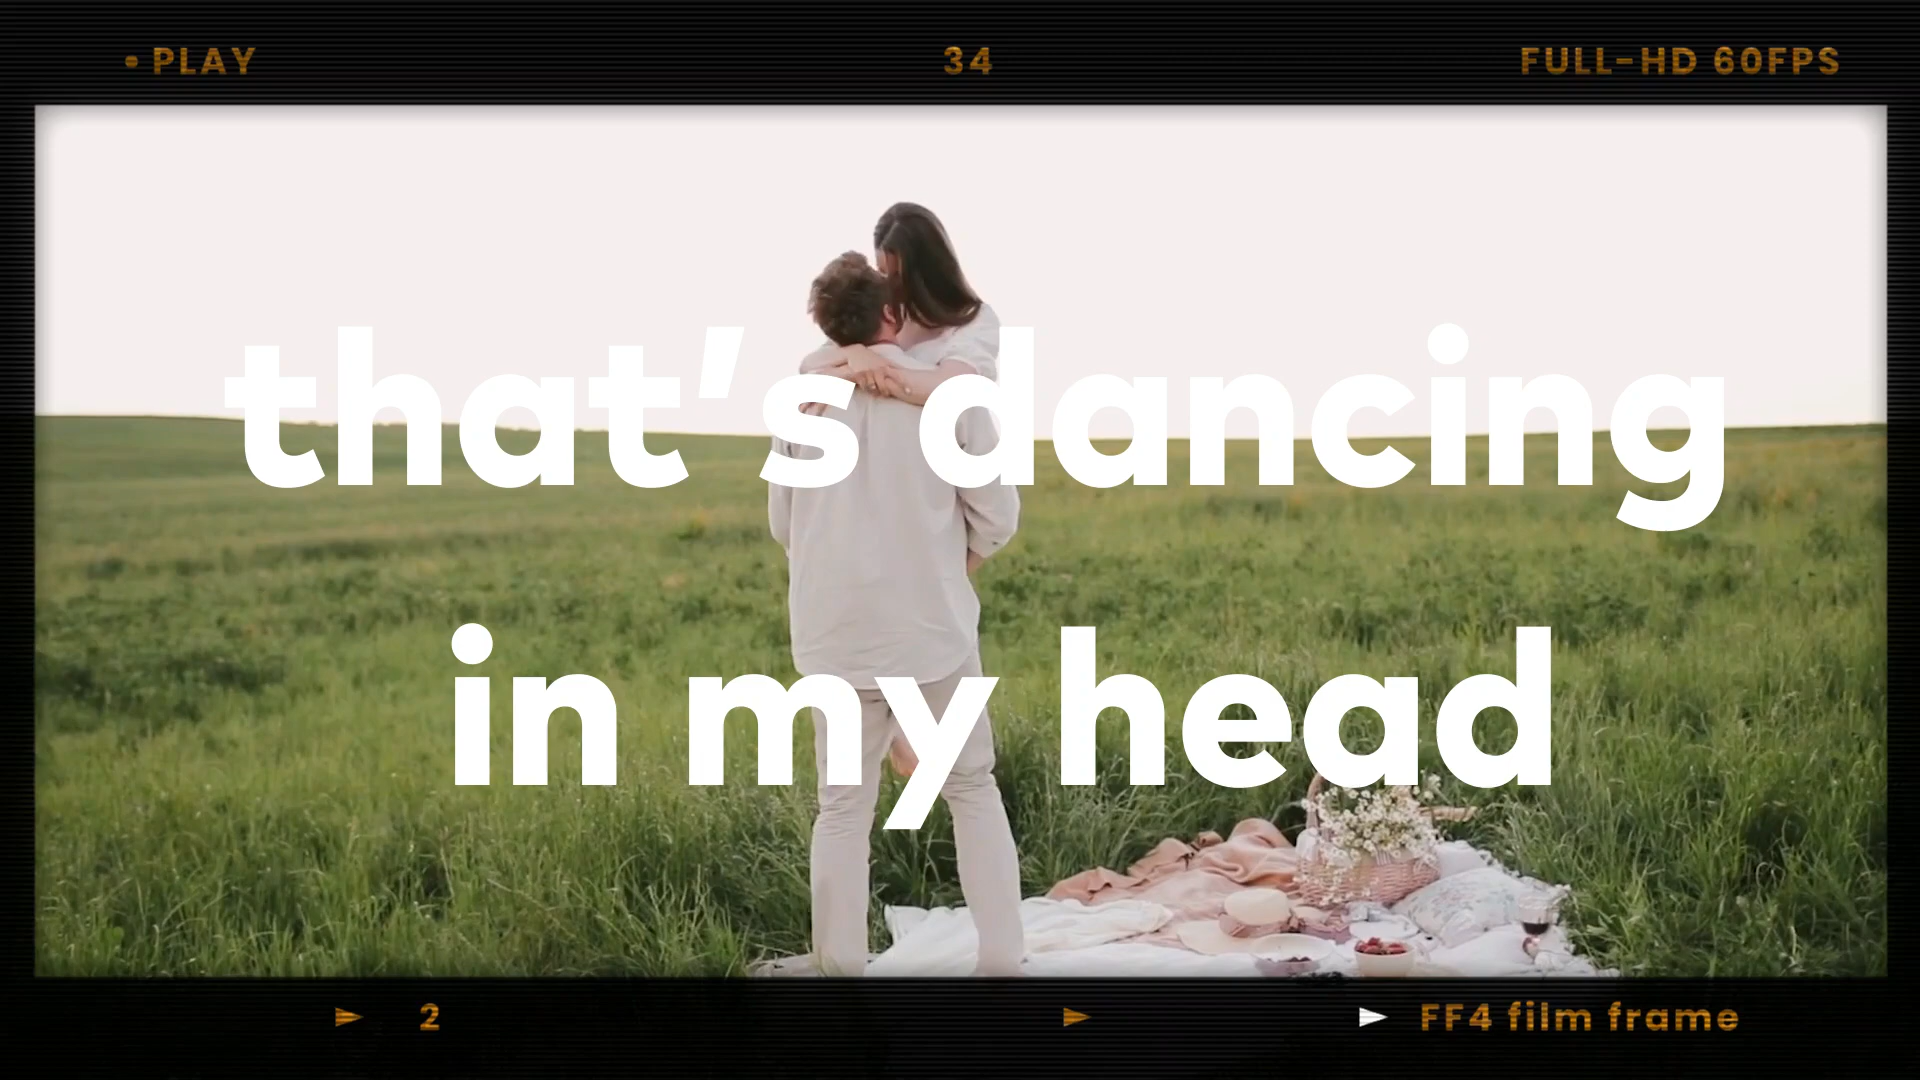 • PLAY 34 FULL-HD 60FPS
that's dancing
in my head
2 FF4 film frame